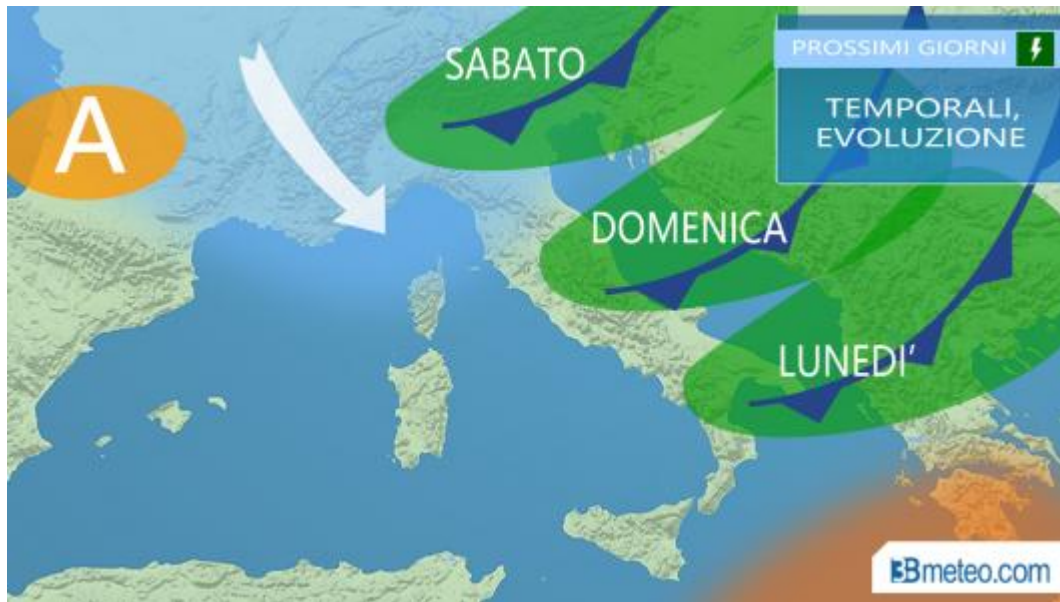 SABATO
PROSSIMI GIORNI
TEMPORALI,
EVOLUZIONE
A
DOMENICA
LUNEDI’
3Bmeteo.com